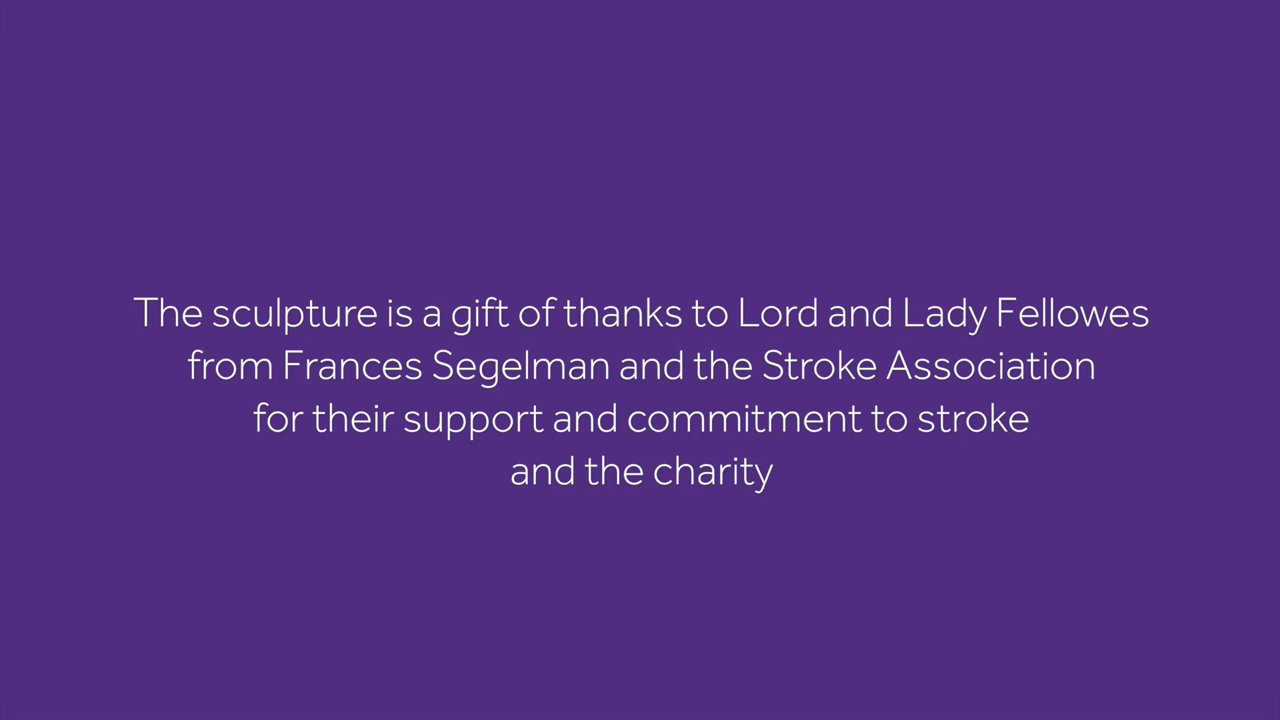 The sculpture is a gift of thanks to Lord and Lady Fellowes
from Frances Segelman and the Stroke Association
for their support and commitment to stroke
and the charity